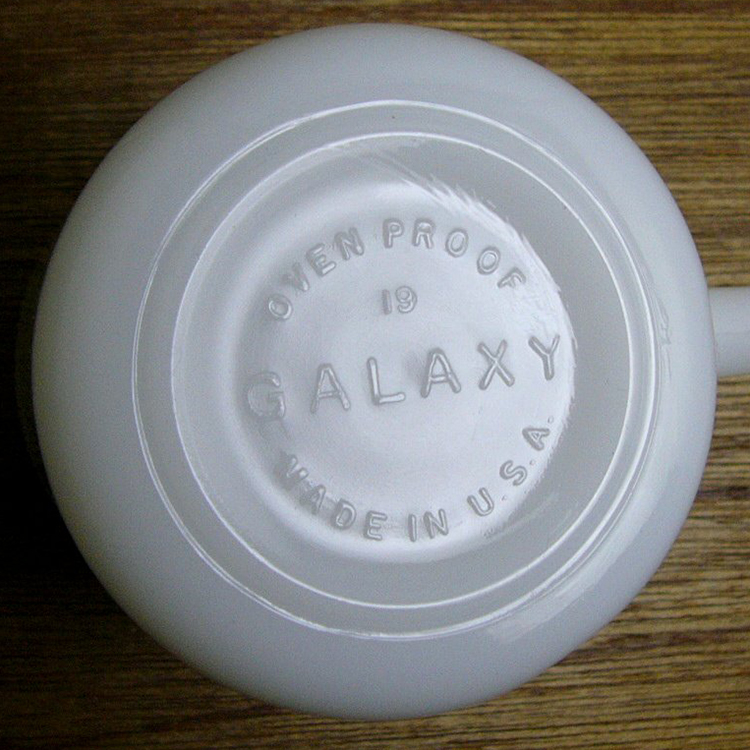 OVEN PROOF
19
GALAXY
MADE IN U.S.A.